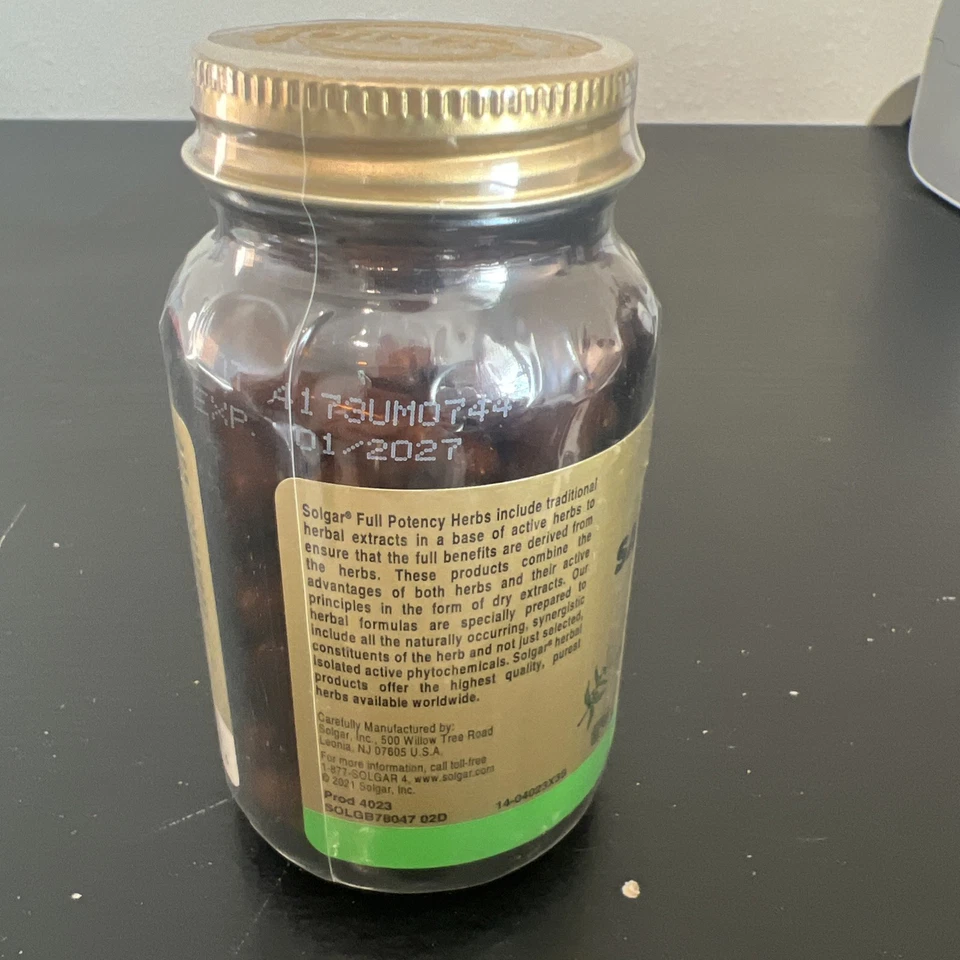 A173UM0744
EXP 01/2027
Solgar® Full Potency Herbs include traditional
herbal extracts in a base of active herbs to
ensure that the full benefits are derived from
the herbs. These products combine the
advantages of both herbs and their active
principles in the form of dry extracts. Our
herbal formulas are specially prepared to
include all the naturally occurring, synergistic
constituents of the herb and not just selected,
isolated active phytochemicals. Solgar® herbal
products offer the highest quality, purest
herbs available worldwide.
Carefully Manufactured by:
Solgar, Inc., 500 Willow Tree Road
Leonia, NJ 07605 U.S.A.
For more information, call toll-free
1-877-SOLGAR 4, www.solgar.com
© 2021 Solgar, Inc.
Prod 4023
SOLGB78047 02D